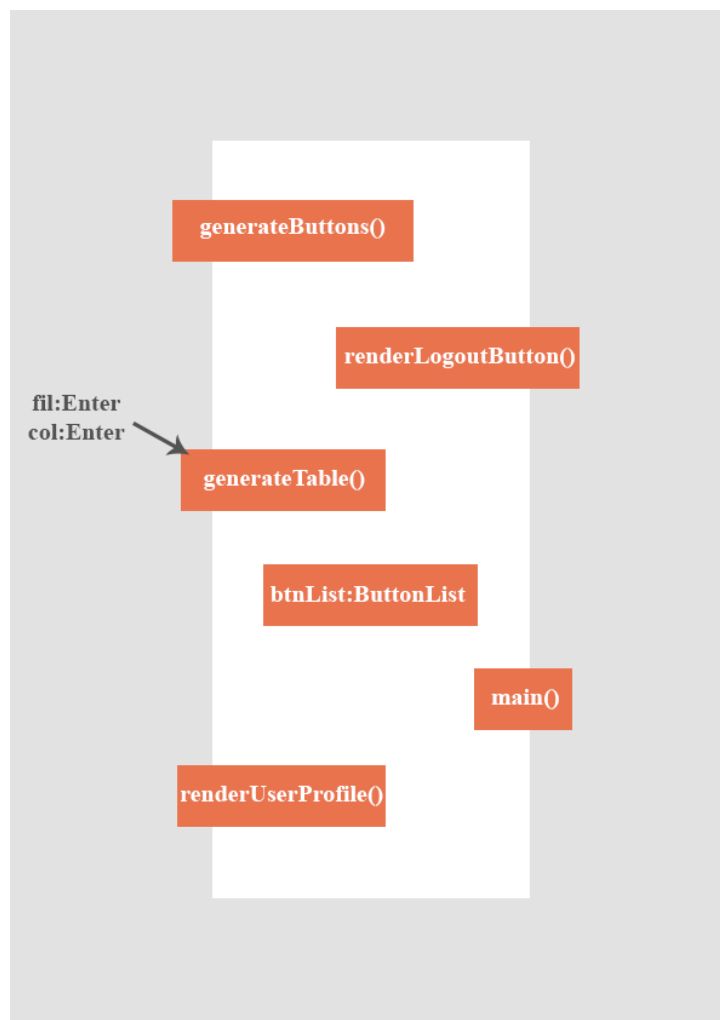 generateButtons()
renderLogoutButton()
fil:Enter
col:Enter
generateTable()
btnList:ButtonList
main()
renderUserProfile()